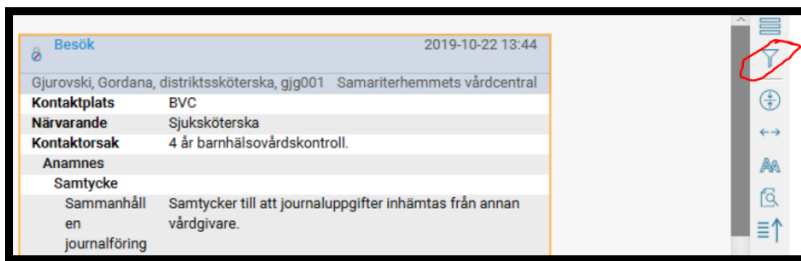 Besök 2019-10-22 13:44
Gjurovski, Gordana, distriktssköterska, gjg001 Samariterhemmets vårdcentral
Kontaktplats BVC
Närvarande Sjuksköterska
Kontaktorsak 4 år barnhälsovårdskontroll.
Anamnes
Samtycke
Sammanhåll Samtycker till att journaluppgifter inhämtas från annan
en vårdgivare.
journalföring
AA